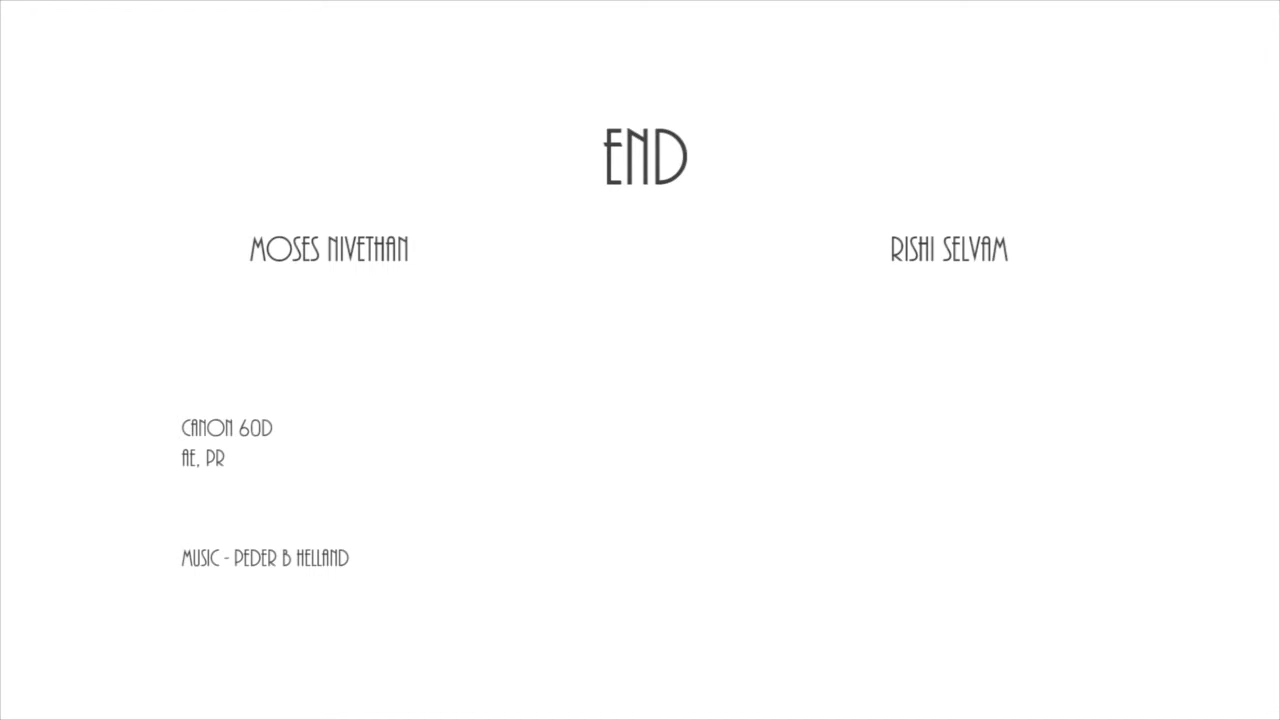 END
MOSES NIVETHAN
RISHI SELVAM
CANON 60D
AE, PR
MUSIC - PEDER B HELLAND